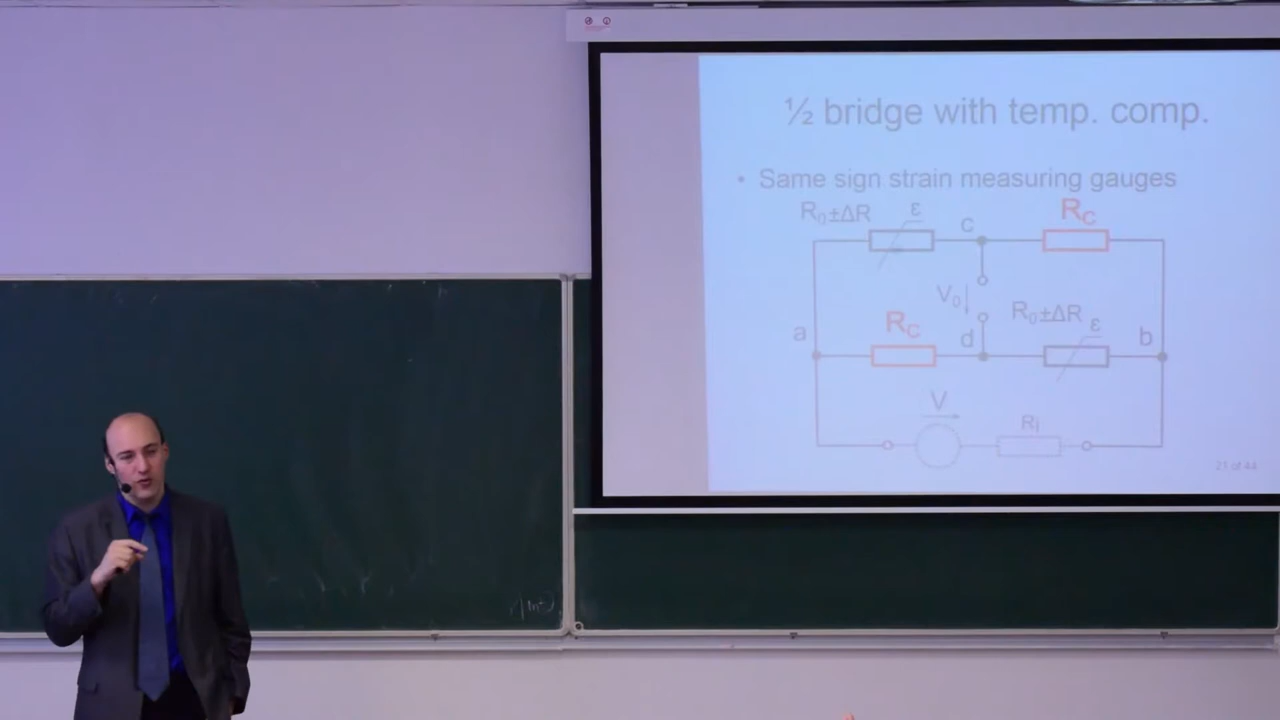 ½ bridge with temp. comp.
• Same sign strain measuring gauges
R₀±ΔR
ε
c
R_C
V₀
R₀±ΔR
ε
R_C
a
d
b
V
R_i
21 of 44